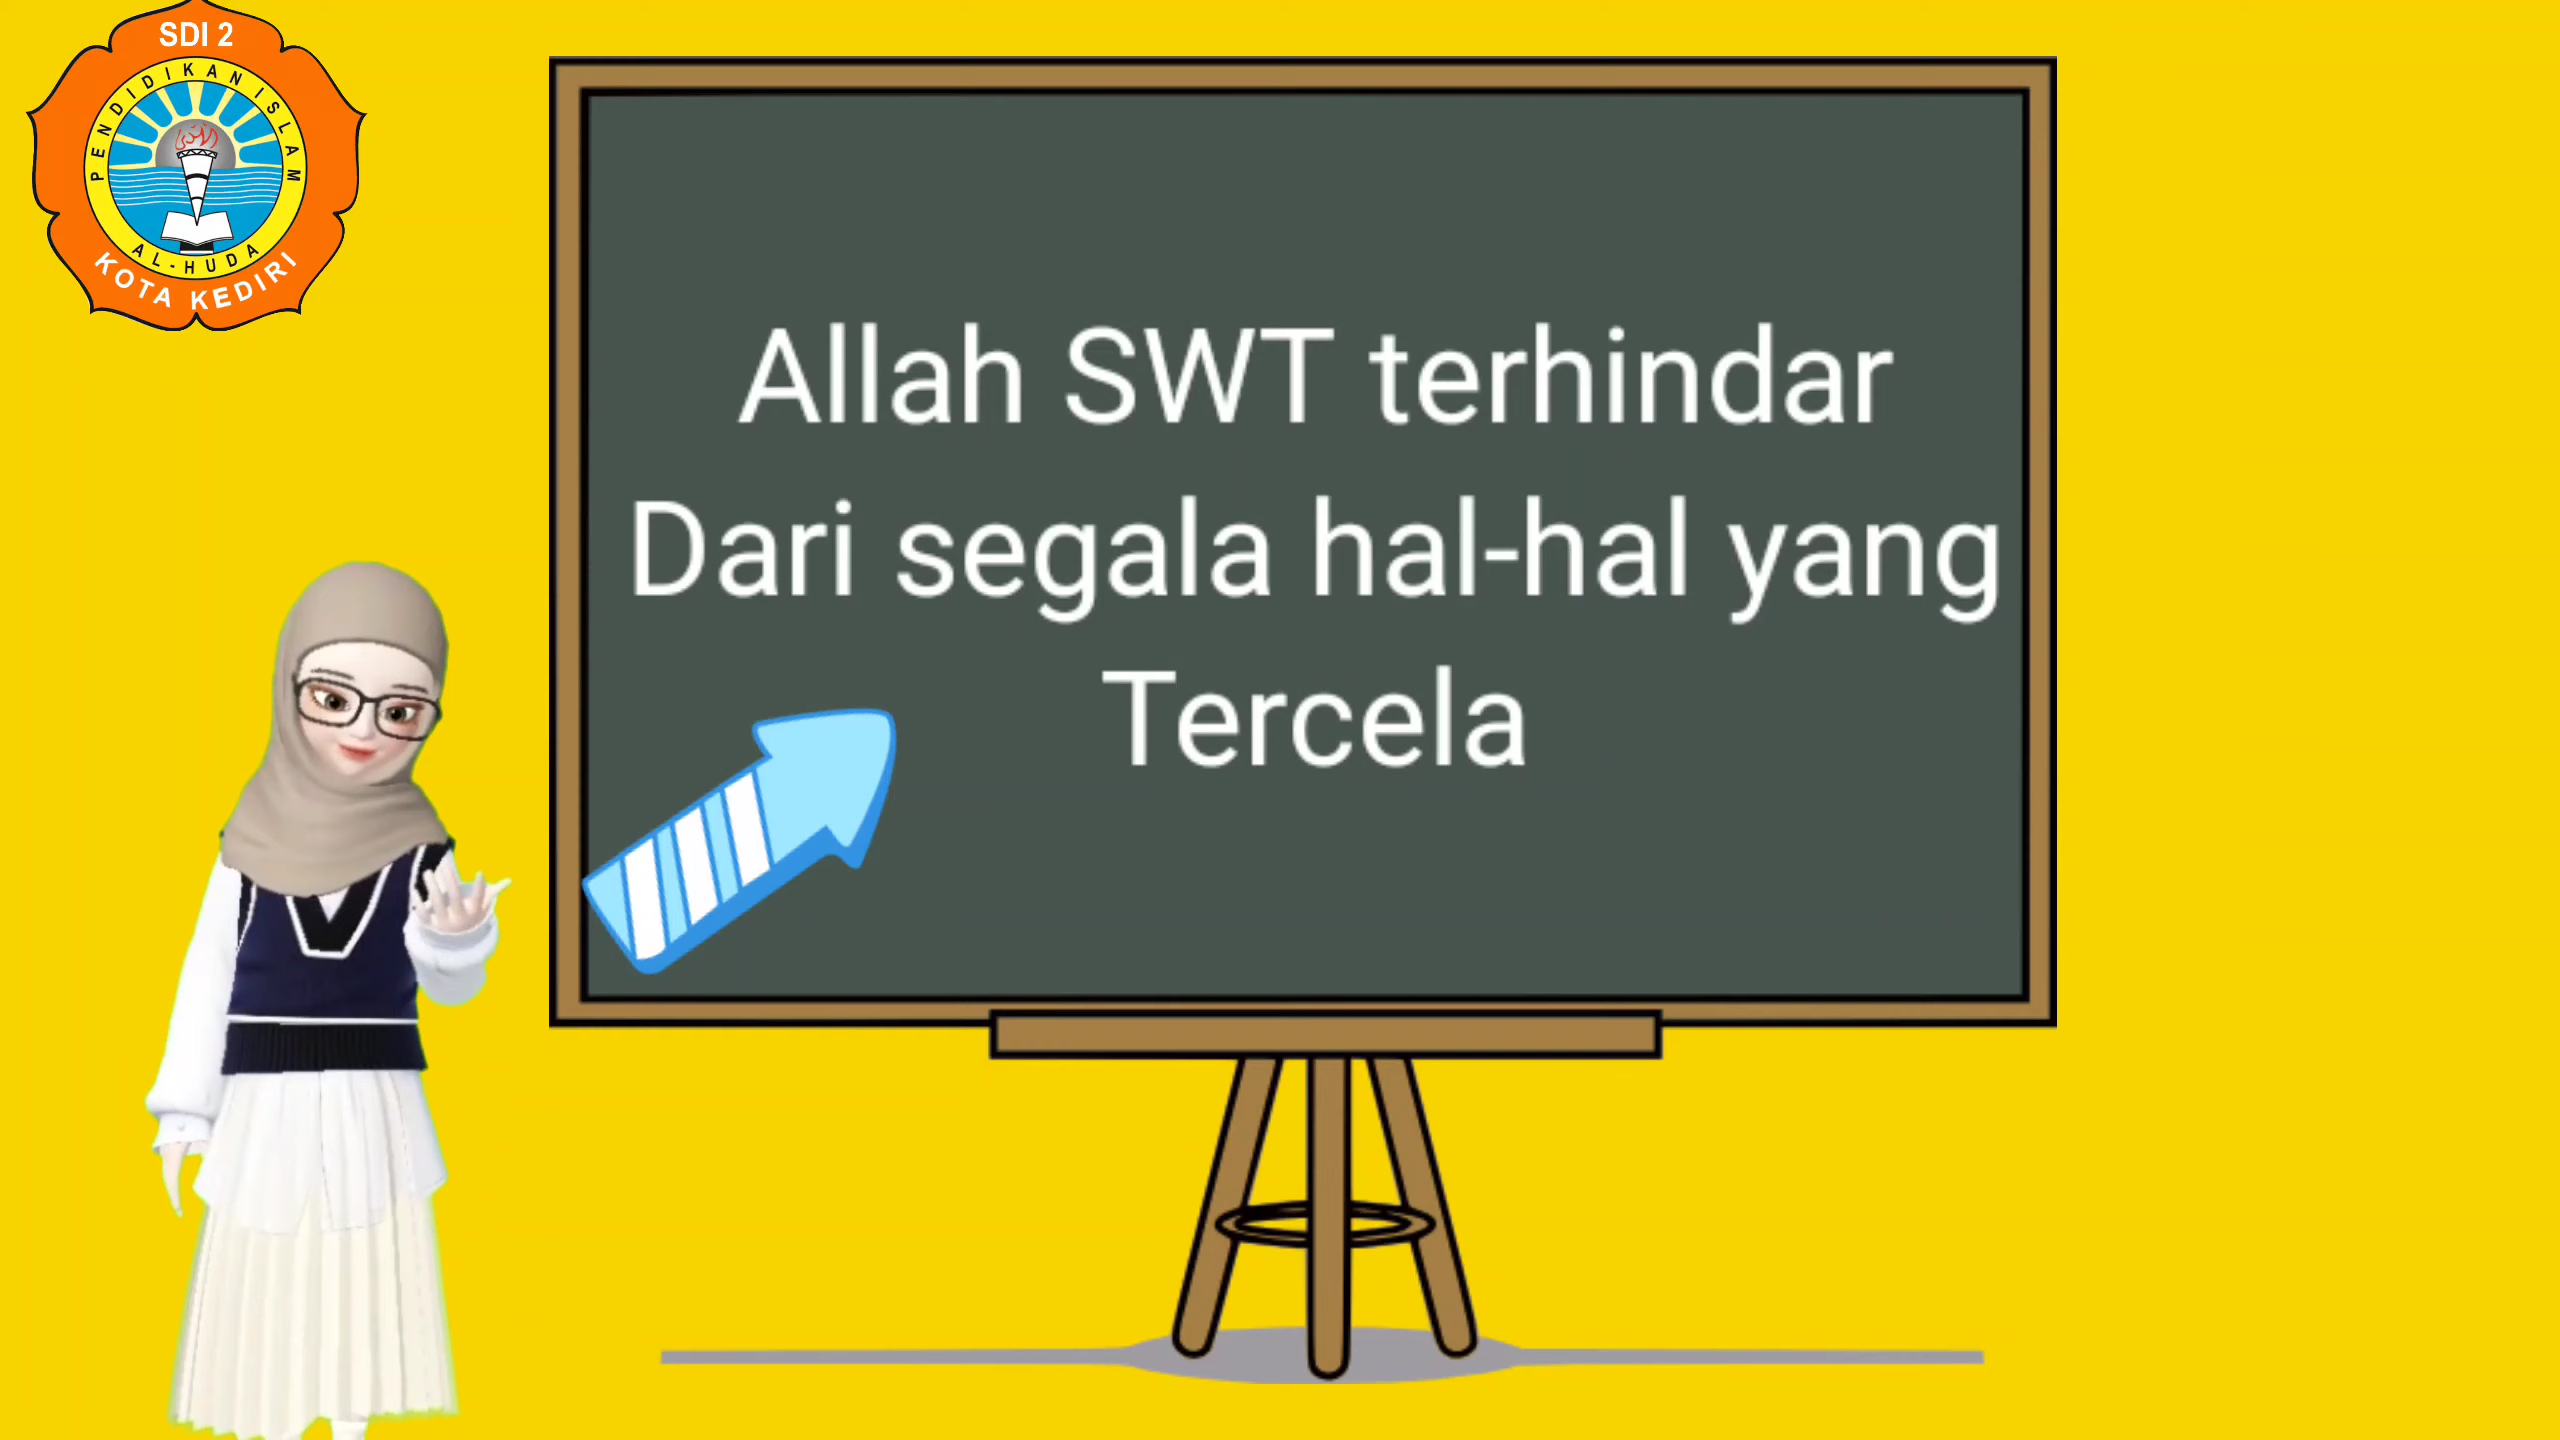 SDI 2
PENDIDIKAN ISLAM
AL-HUDA
KOTA KEDIRI
Allah SWT terhindar
Dari segala hal-hal yang
Tercela